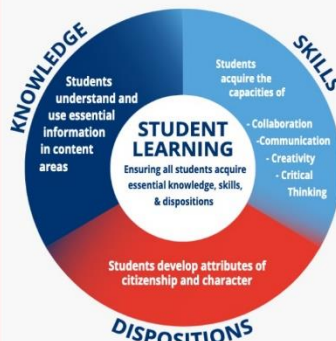 KNOWLEDGE
Students
understand and
use essential
information
in content
areas
SKILLS
Students
acquire the
capacities of
- Collaboration
-Communication
- Creativity
- Critical
Thinking
STUDENT
LEARNING
Ensuring all students acquire
essential knowledge, skills,
& dispositions
Students develop attributes of
citizenship and character
DISPOSITIONS